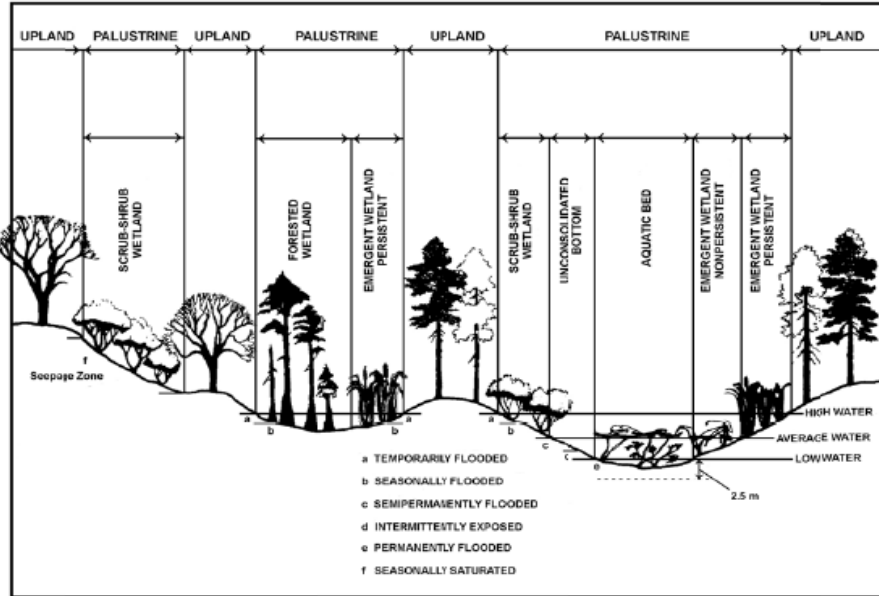 UPLAND PALUSTRINE UPLAND PALUSTRINE UPLAND PALUSTRINE UPLAND
SCRUB-SHRUB
WETLAND
FORESTED
WETLAND
EMERGENT WETLAND
PERSISTENT
SCRUB-SHRUB
WETLAND
UNCONSOLIDATED
BOTTOM
AQUATIC BED
EMERGENT WETLAND
NONPERSISTENT
EMERGENT WETLAND
PERSISTENT
f
Seepage Zone
a b b a
a b c e
HIGH WATER
AVERAGE WATER
LOW WATER
2.5 m
a TEMPORARILY FLOODED
b SEASONALLY FLOODED
c SEMIPERMANENTLY FLOODED
d INTERMITTENTLY EXPOSED
e PERMANENTLY FLOODED
f SEASONALLY SATURATED